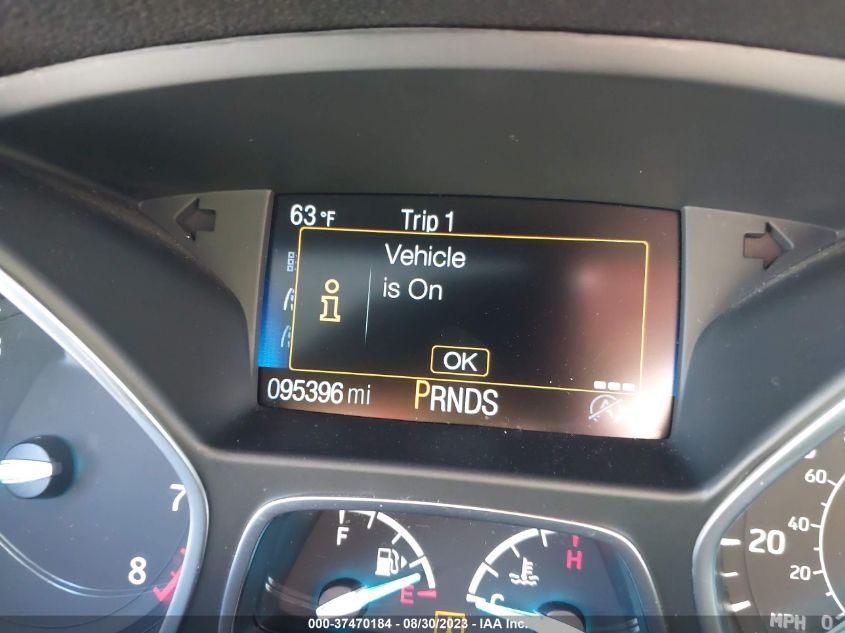 63 °F Trip 1
Vehicle
is On
OK
095396 mi PRNDS
7
8
F
E
H
C
60
40
20
20
MPH 0
000-37470184 - 08/30/2023 - IAA Inc.